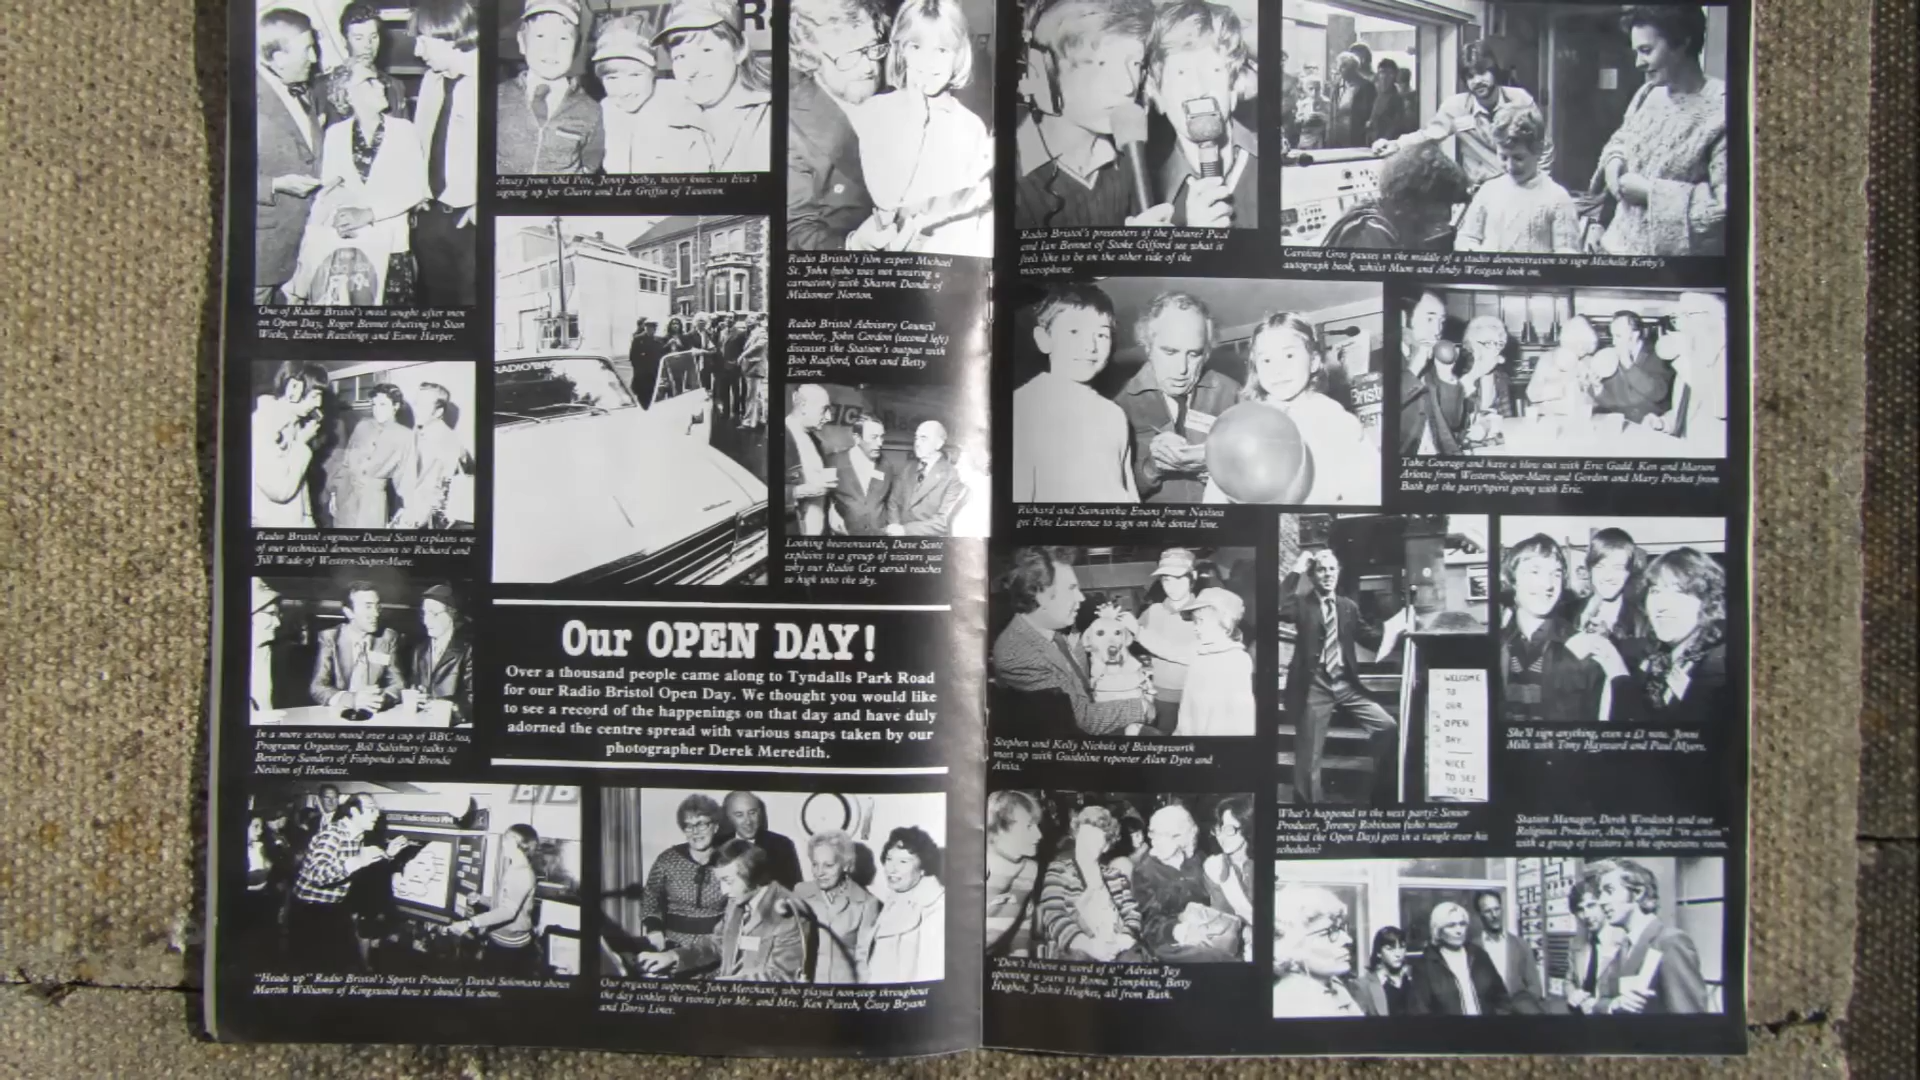 One of Radio Bristol's most sought after men
on Open Day, Roger Bennet chatting to Stan
Wicks, Edwin Rawlings and Esme Harper.
Away from Old Pete, Jenny Selby, better know as
signing up for Claire and Lee Griffin of Taunton.
Radio Bristol's film expert Michael
St. John (who was not wearing a
carnation) with Sharon Dando of
Midsomer Norton.
Radio Bristol Advisory Council
member, John Cordon (second left)
discusses the Station's output with
Bob Radford, Glen and Betty
RADIO BR
Radio Bristol engineer David Scott explains one
of our technical demonstrations to Richard and
Jill Wade of Western-Super-Mare.
Looking heavenwards, Dave Scott
explains to a group of visitors just
why our Radio Car aerial reaches
so high into the sky.
Our OPEN DAY!
Over a thousand people came along to Tyndalls Park Road
for our Radio Bristol Open Day. We thought you would like
to see a record of the happenings on that day and have duly
adorned the centre spread with various snaps taken by our
photographer Derek Meredith.
In a more serious mood over a cup of BBC tea,
Programe Organiser, Bill Salisbury talks to
Beverley Sanders of Fishponds and Brenda
Neilson of Henleaze.
"Heads up" Radio Bristol's Sports Producer, David Solomans shows
Martin Williams of Kingswood how it should be done.
Our organist supreme, John Merchant, who played non-stop throughout
the day tinkles the ivories for Mr. and Mrs. Ken Pearch, Cissy Bryant
and Doris
Radio Bristol's presenters of the future? Paul
and Ian Bennet of Stoke Gifford see what it
feels like to be on the other side of the
microphone.
Caroline Gros pauses in the middle of a studio demonstration to sign Michelle Kirby's
autograph book, whilst Mum and Andy Westgate look on.
Richard and Samantha Evans from Nailsea
get Pete Lawrence to sign on the dotted line.
Take Courage and have a blow out with Eric Gadd. Ken and Marion
from Western-Super-Mare and Gordon and Mary Pricket from
Bath get the party spirit going with Eric.
Stephen and Kelly Nichols of Bishopsworth
meet up with Guideline reporter Alan Dyte and
Anita.
WELCOME
TO
OUR
OPEN
DAY
NICE
TO SEE
YOU!
She'll sign anything, even a £1 note. Jenni
Mills with Tony Hayward and Paul Myers.
What's happened to the next party? Senior
Producer, Jeremy Robinson (who master
minded the Open Day) gets in a tangle over his
schedules?
Station Manager, Derek Woodcock and our
Religious Producer, Andy Radford "in action"
with a group of visitors in the operations room.
"Don't believe a word of it" Adrian Jay
spinning a yarn to Roma Tompkins, Betty
Hughes, Jackie Hughes, all from Bath.